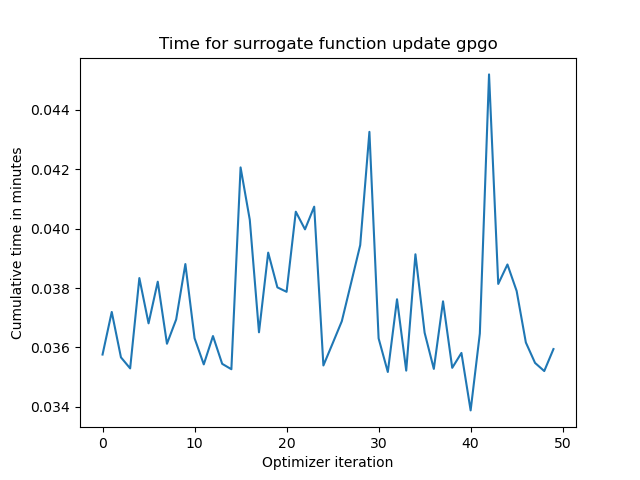 Time for surrogate function update gpgo
Cumulative time in minutes
0.044
0.042
0.040
0.038
0.036
0.034
0 10 20 30 40 50
Optimizer iteration